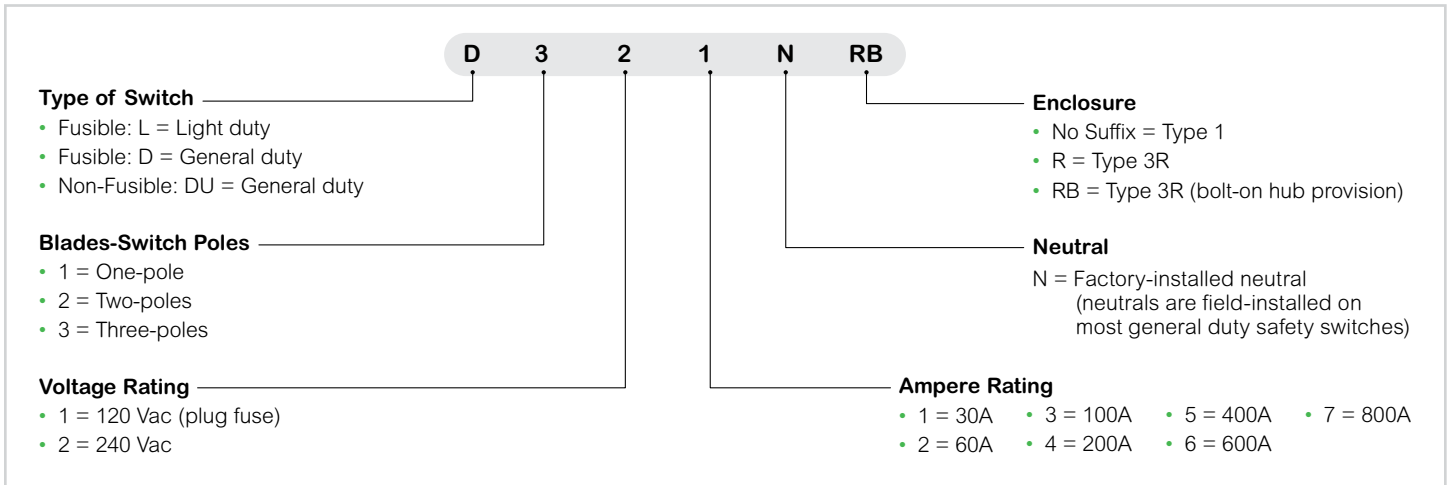 D 3 2 1 N RB
Type of Switch
• Fusible: L = Light duty
• Fusible: D = General duty
• Non-Fusible: DU = General duty
Blades-Switch Poles
• 1 = One-pole
• 2 = Two-poles
• 3 = Three-poles
Voltage Rating
• 1 = 120 Vac (plug fuse)
• 2 = 240 Vac
Enclosure
• No Suffix = Type 1
• R = Type 3R
• RB = Type 3R (bolt-on hub provision)
Neutral
N = Factory-installed neutral
(neutrals are field-installed on
most general duty safety switches)
Ampere Rating
• 1 = 30A • 3 = 100A • 5 = 400A • 7 = 800A
• 2 = 60A • 4 = 200A • 6 = 600A